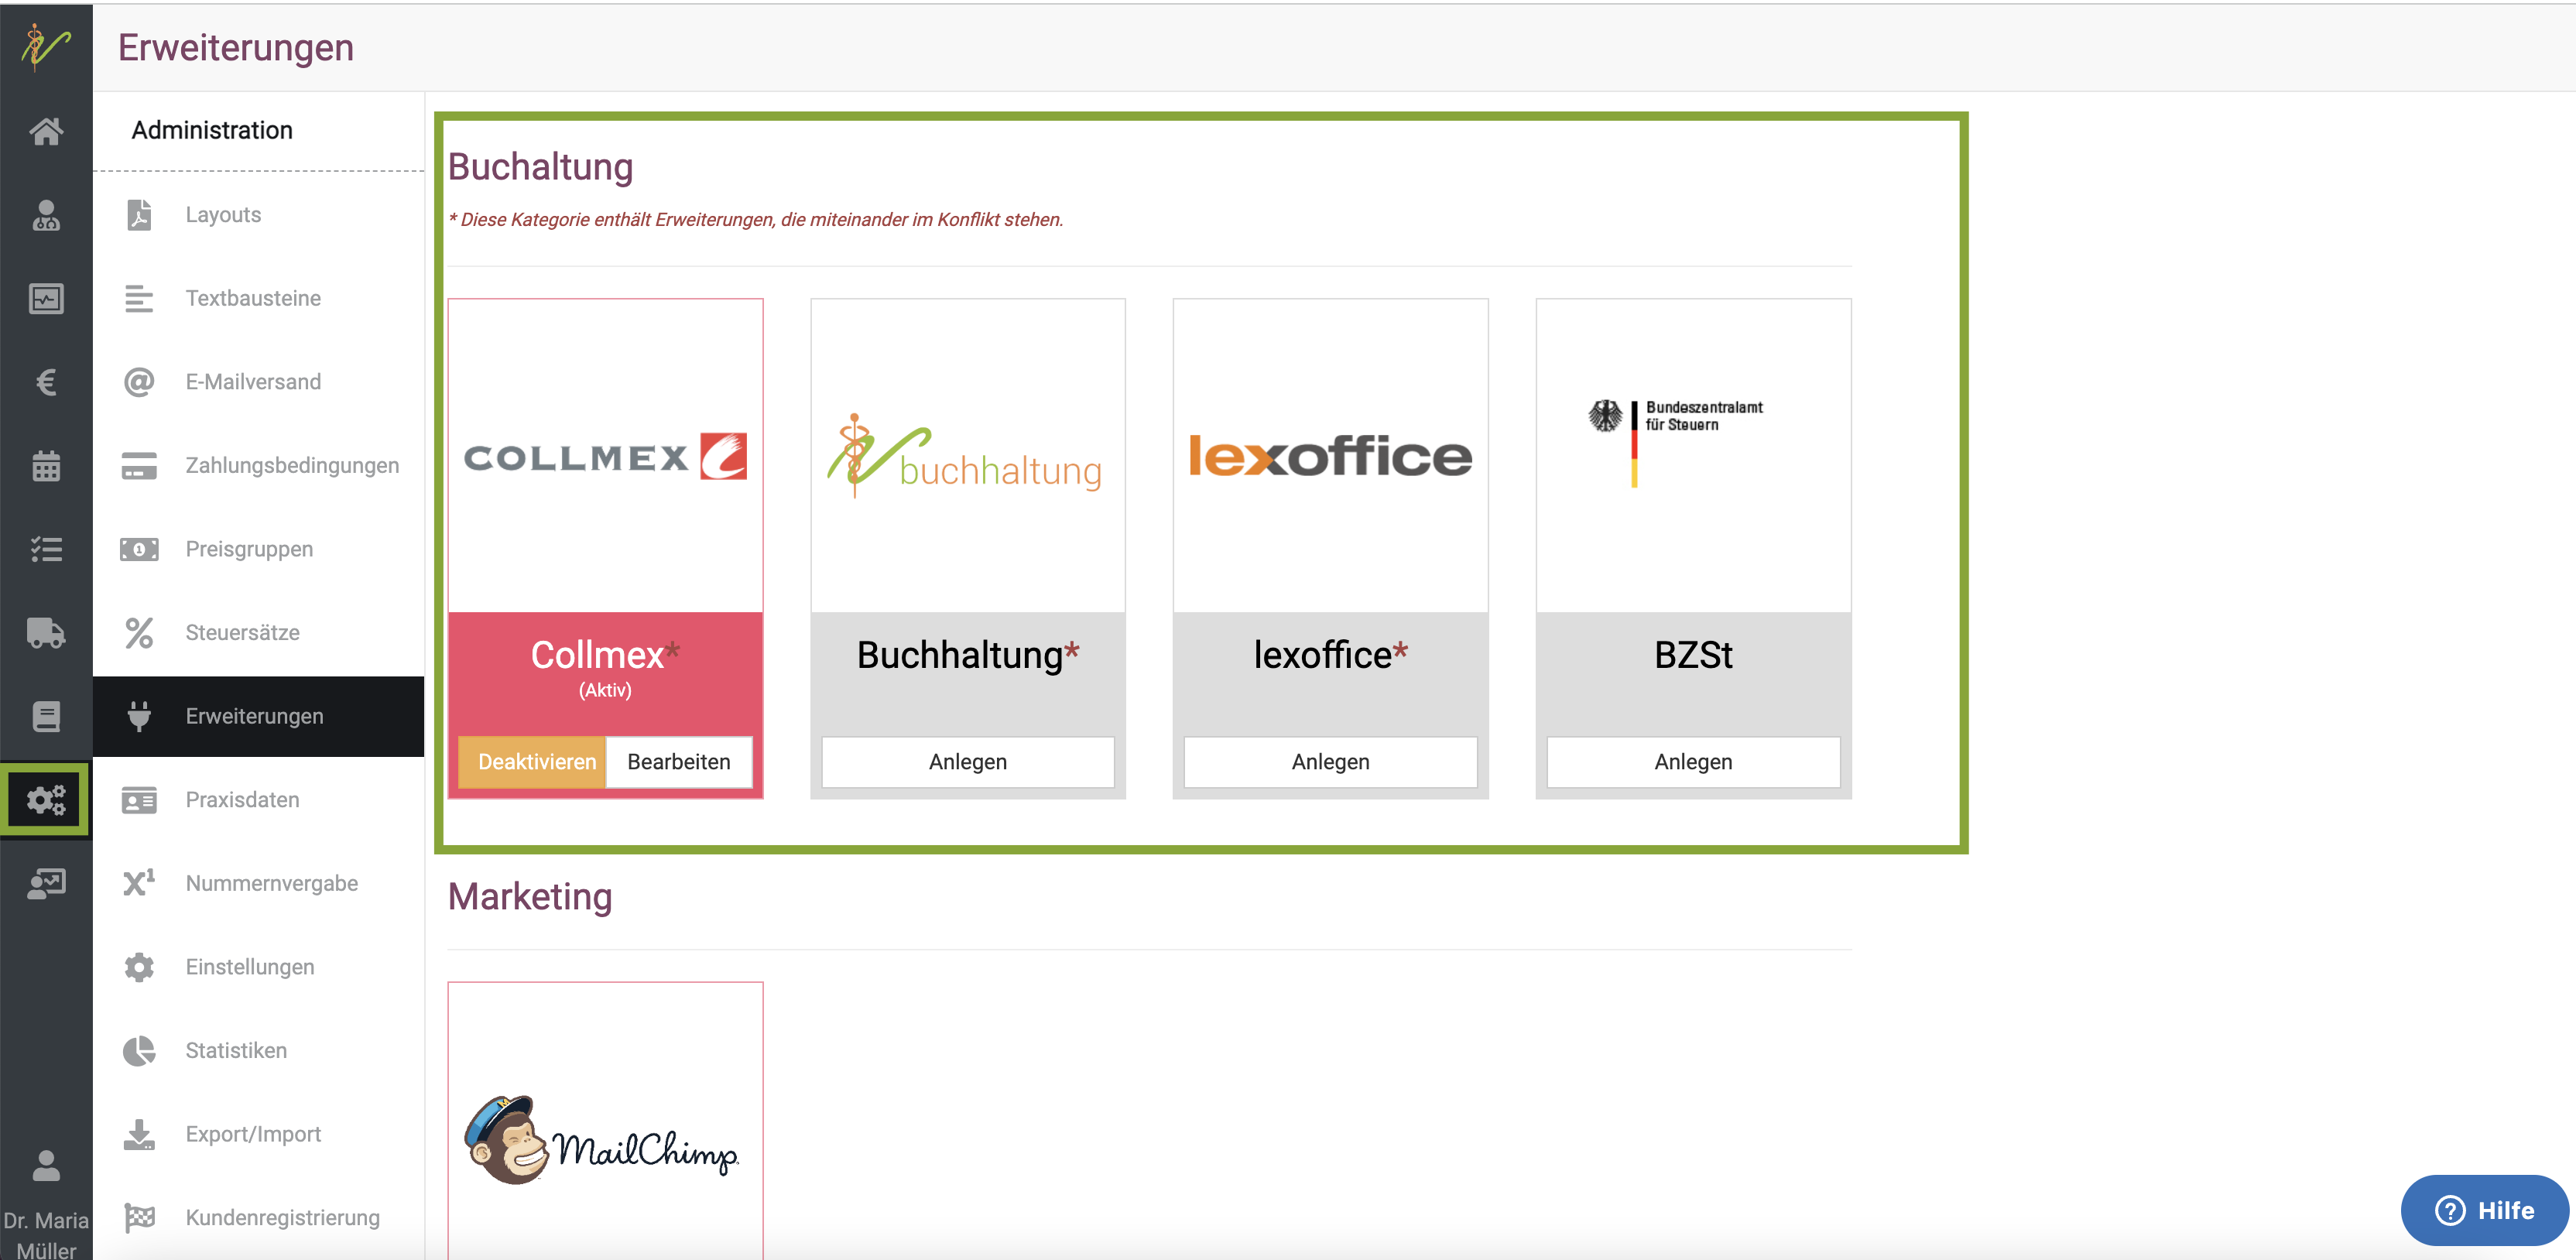 Erweiterungen
Administration
Layouts
Textbausteine
E-Mailversand
Zahlungsbedingungen
Preisgruppen
Steuersätze
Erweiterungen
Praxisdaten
Nummernvergabe
Einstellungen
Statistiken
Export/Import
Kundenregistrierung
Dr. Maria
Müller
Buchaltung
* Diese Kategorie enthält Erweiterungen, die miteinander im Konflikt stehen.
COLLMEX
Collmex*
(Aktiv)
Deaktivieren
Bearbeiten
buchhaltung
Buchhaltung*
Anlegen
lexoffice
lexoffice*
Anlegen
Bundeszentralamt
für Steuern
BZSt
Anlegen
Marketing
MailChimp
Hilfe